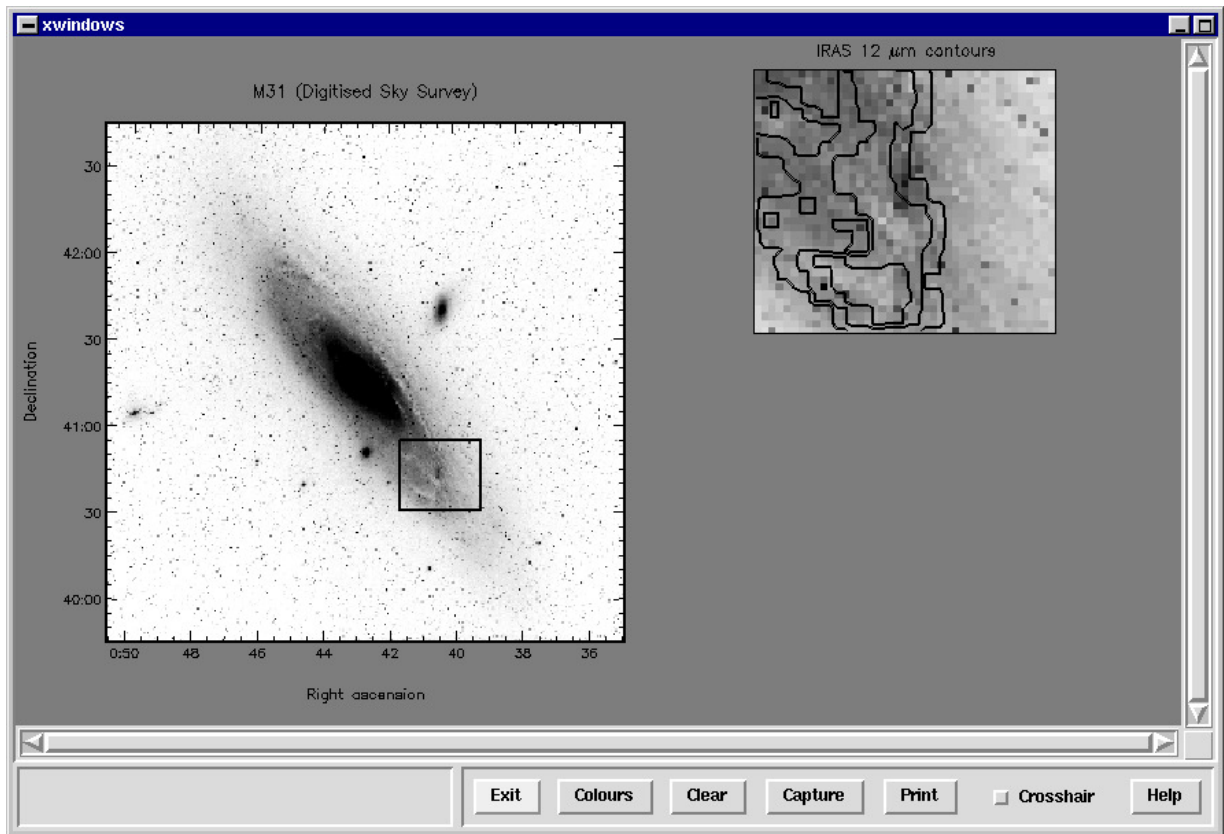 xwindows
IRAS 12 µm contours
M31 (Digitised Sky Survey)
30
42:00
30
Declination
41:00
30
40:00
0:50 48 46 44 42 40 38 36
Right ascension
Exit Colours Clear Capture Print Crosshair Help